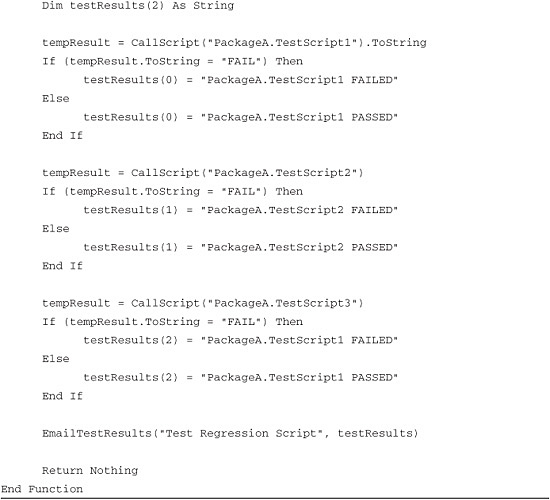 Dim testResults(2) As String
tempResult = CallScript("PackageA.TestScript1").ToString
If (tempResult.ToString = "FAIL") Then
testResults(0) = "PackageA.TestScript1 FAILED"
Else
testResults(0) = "PackageA.TestScript1 PASSED"
End If
tempResult = CallScript("PackageA.TestScript2")
If (tempResult.ToString = "FAIL") Then
testResults(1) = "PackageA.TestScript2 FAILED"
Else
testResults(1) = "PackageA.TestScript2 PASSED"
End If
tempResult = CallScript("PackageA.TestScript3")
If (tempResult.ToString = "FAIL") Then
testResults(2) = "PackageA.TestScript1 FAILED"
Else
testResults(2) = "PackageA.TestScript1 PASSED"
End If
EmailTestResults("Test Regression Script", testResults)
Return Nothing
End Function